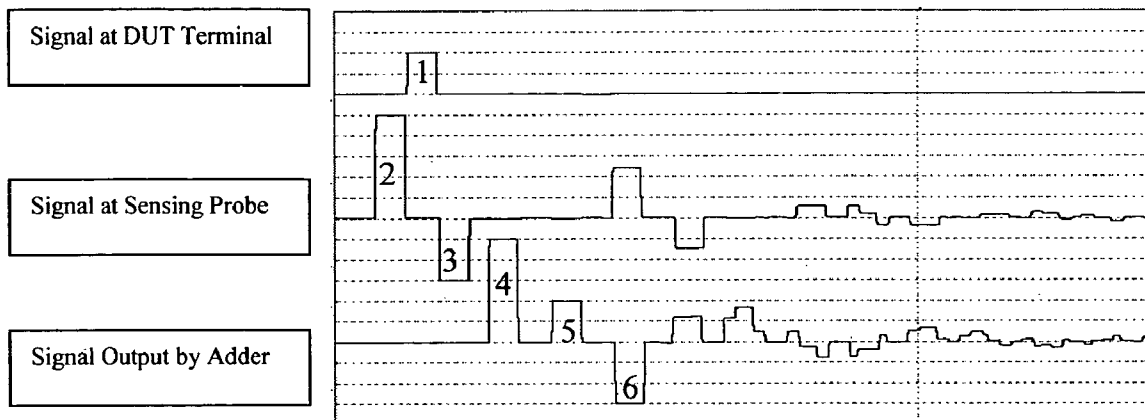 Signal at DUT Terminal
1
2
Signal at Sensing Probe
3
4
5
Signal Output by Adder
6